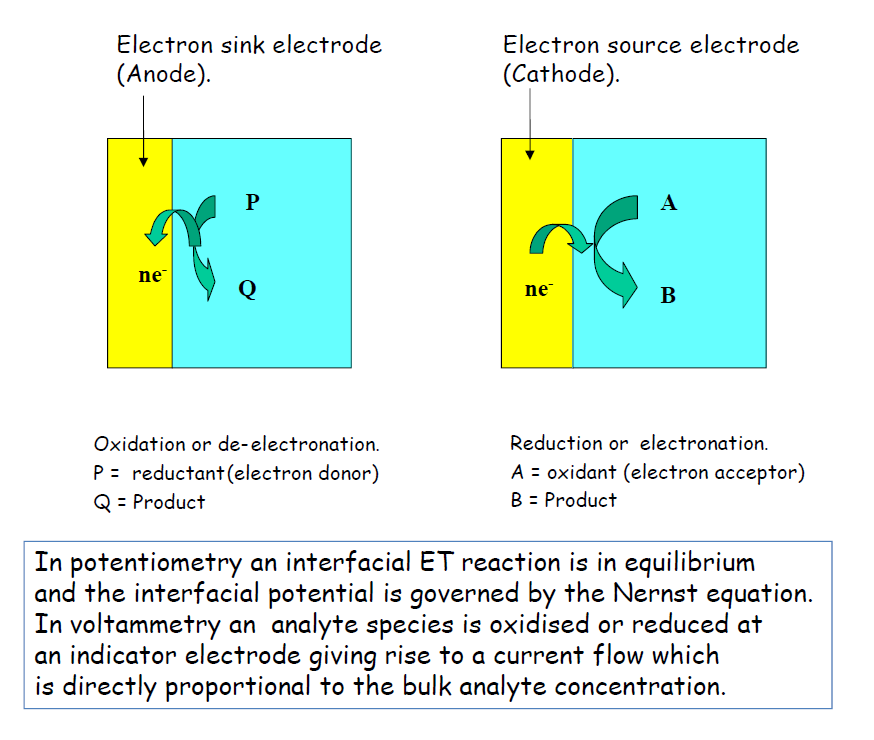 Electron sink electrode
(Anode).
Electron source electrode
(Cathode).
P
ne-
Q
A
ne-
B
Oxidation or de-electronation.
P = reductant(electron donor)
Q = Product
Reduction or electronation.
A = oxidant (electron acceptor)
B = Product
In potentiometry an interfacial ET reaction is in equilibrium
and the interfacial potential is governed by the Nernst equation.
In voltammetry an analyte species is oxidised or reduced at
an indicator electrode giving rise to a current flow which
is directly proportional to the bulk analyte concentration.